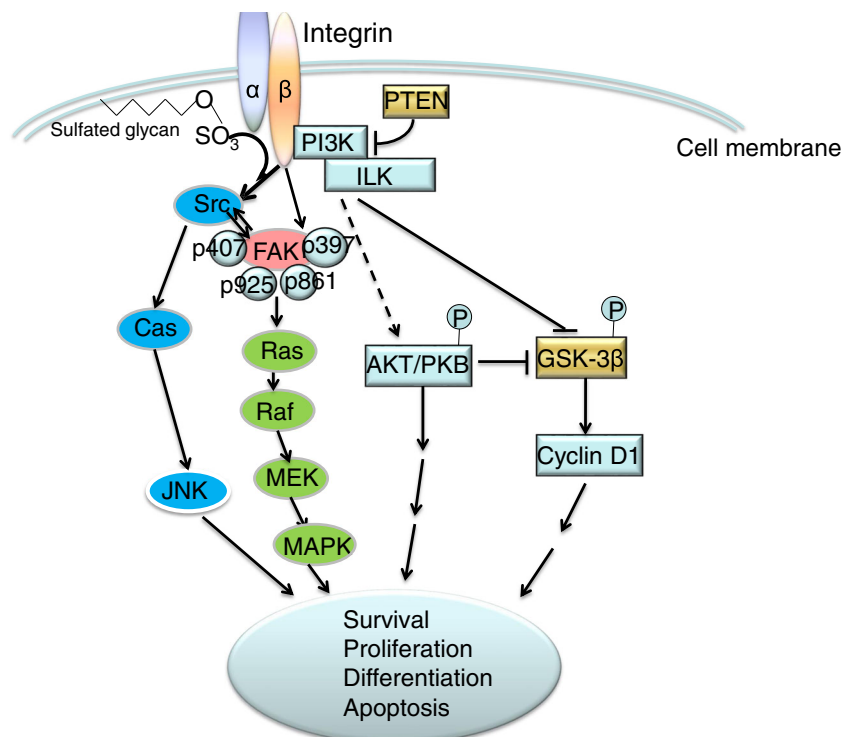 Integrin
α
β
PTEN
O
Sulfated glycan
SO3
PI3K
Cell membrane
ILK
Src
p407
FAK
p397
p925
p861
P
P
Cas
Ras
AKT/PKB
GSK-3β
Raf
Cyclin D1
MEK
JNK
MAPK
Survival
Proliferation
Differentiation
Apoptosis